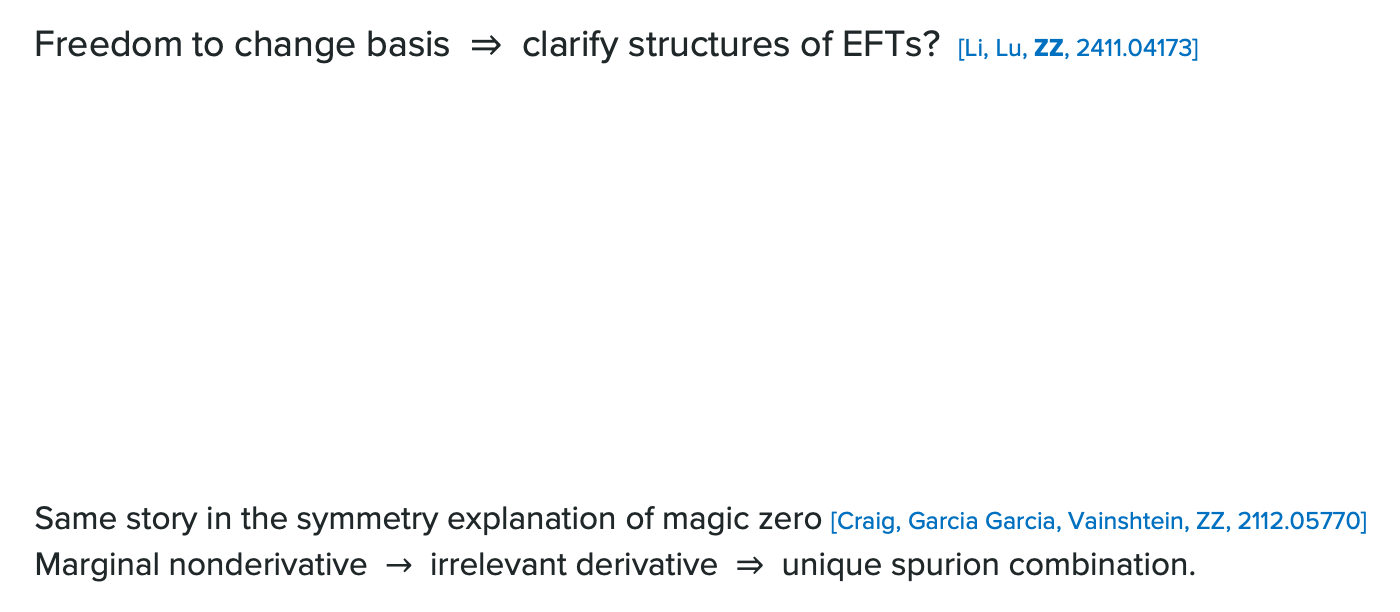 Freedom to change basis ⇒ clarify structures of EFTs? [Li, Lu, ZZ, 2411.04173]
Same story in the symmetry explanation of magic zero [Craig, Garcia Garcia, Vainshtein, ZZ, 2112.05770]
Marginal nonderivative → irrelevant derivative ⇒ unique spurion combination.